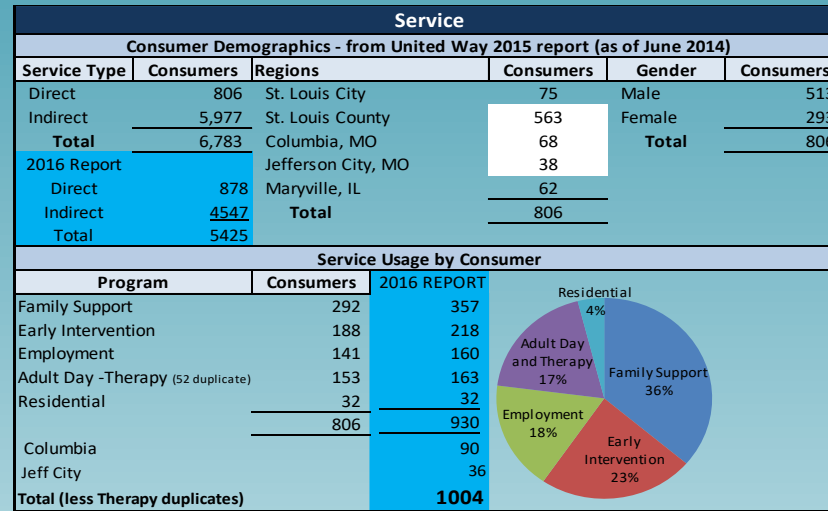 Service
Consumer Demographics - from United Way 2015 report (as of June 2014)
Service Type Consumers Regions Consumers Gender Consumers
Direct 806 St. Louis City 75 Male 513
Indirect 5,977 St. Louis County 563 Female 293
Total 6,783 Columbia, MO 68 Total 806
2016 Report Jefferson City, MO 38
Direct 878 Maryville, IL 62
Indirect 4547 Total 806
Total 5425
Service Usage by Consumer
Program Consumers 2016 REPORT
Family Support 292 357
Early Intervention 188 218
Employment 141 160
Adult Day -Therapy (52 duplicate) 153 163
Residential 32 32
806 930
Columbia 90
Jeff City 36
Total (less Therapy duplicates) 1004
Residential
4%
Adult Day
and Therapy
17%
Family Support
36%
Employment
18%
Early
Intervention
23%